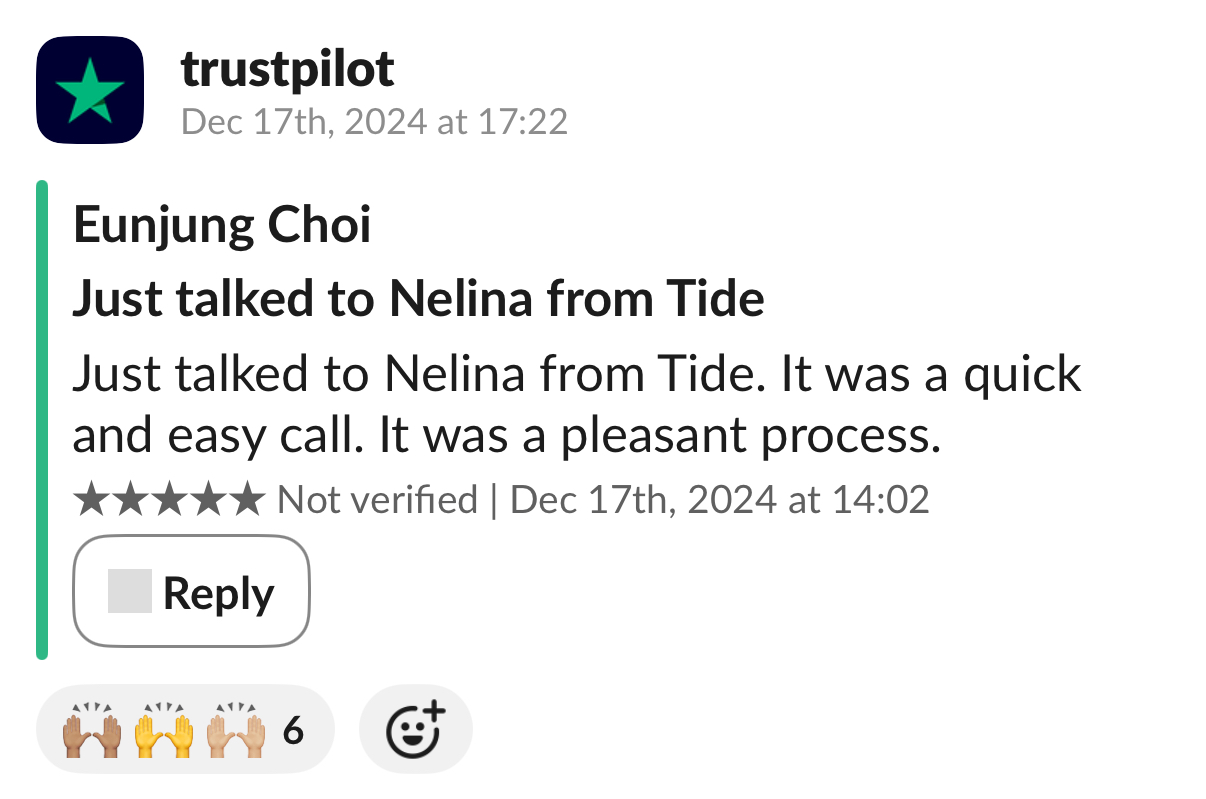 trustpilot
Dec 17th, 2024 at 17:22
Eunjung Choi
Just talked to Nelina from Tide
Just talked to Nelina from Tide. It was a quick
and easy call. It was a pleasant process.
★★★★★ Not verified | Dec 17th, 2024 at 14:02
Reply
6